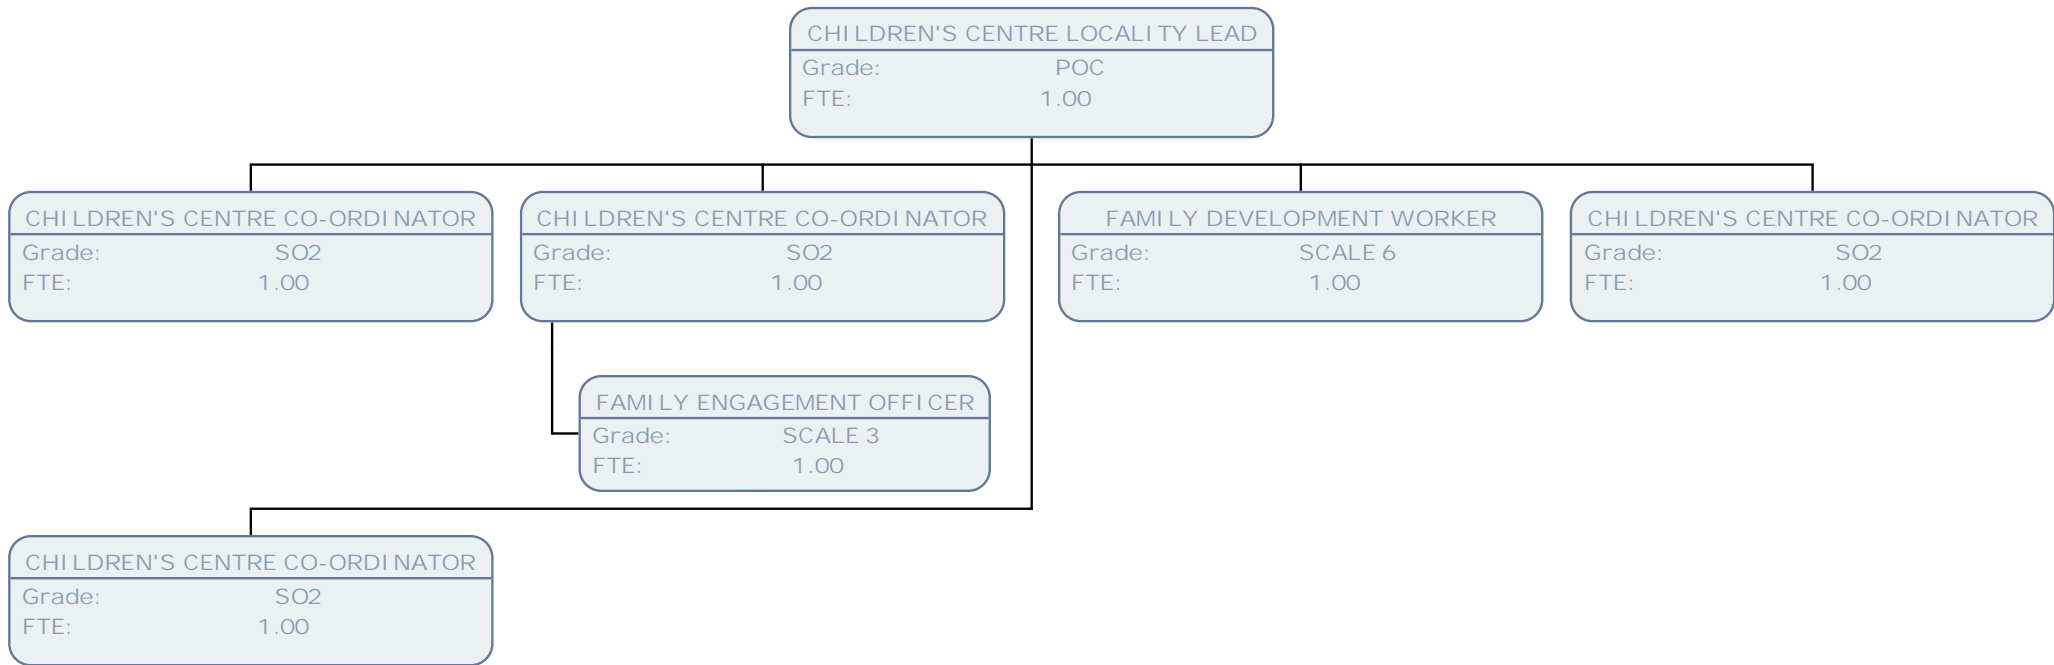 CHILDREN'S CENTRE LOCALITY LEAD
Grade: POC
FTE: 1.00
CHILDREN'S CENTRE CO-ORDINATOR
Grade: SO2
FTE: 1.00
CHILDREN'S CENTRE CO-ORDINATOR
Grade: SO2
FTE: 1.00
FAMILY DEVELOPMENT WORKER
Grade: SCALE 6
FTE: 1.00
CHILDREN'S CENTRE CO-ORDINATOR
Grade: SO2
FTE: 1.00
FAMILY ENGAGEMENT OFFICER
Grade: SCALE 3
FTE: 1.00
CHILDREN'S CENTRE CO-ORDINATOR
Grade: SO2
FTE: 1.00